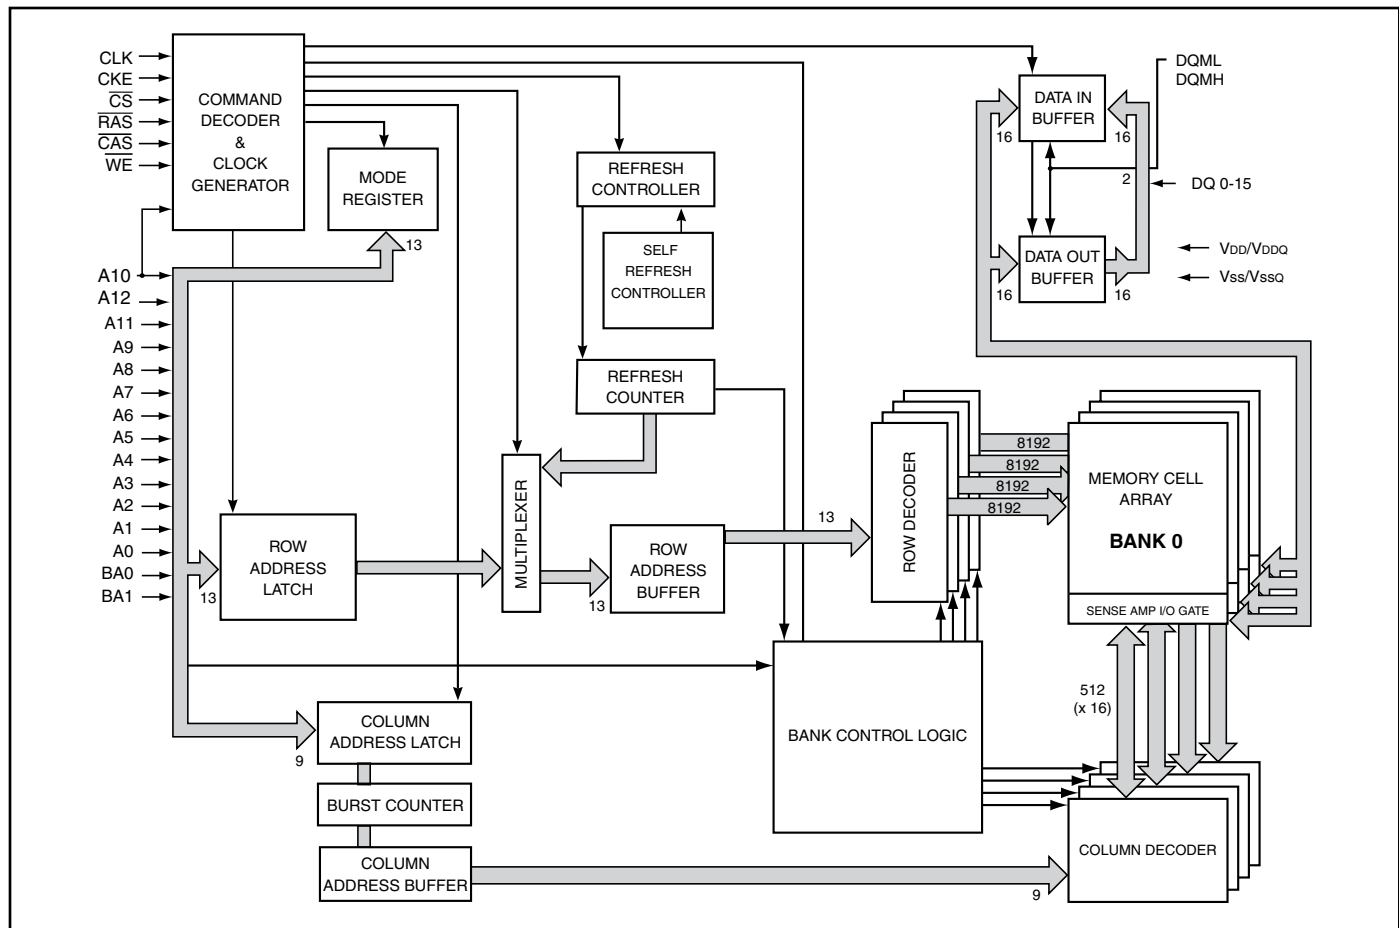 CLK
CKE
CS
RAS
CAS
WE
A10
A12
A11
A9
A8
A7
A6
A5
A4
A3
A2
A1
A0
BA0
BA1
COMMAND
DECODER
&
CLOCK
GENERATOR
MODE
REGISTER
13
REFRESH
CONTROLLER
SELF
REFRESH
CONTROLLER
REFRESH
COUNTER
DATA IN
BUFFER
16
16
DQML
DQMH
2
DQ 0-15
DATA OUT
BUFFER
16
16
VDD/VDDQ
Vss/VssQ
13
ROW
ADDRESS
LATCH
MULTIPLEXER
13
ROW
ADDRESS
BUFFER
13
ROW DECODER
8192
8192
8192
8192
MEMORY CELL
ARRAY
BANK 0
SENSE AMP I/O GATE
512
(x 16)
BANK CONTROL LOGIC
9
COLUMN
ADDRESS LATCH
BURST COUNTER
COLUMN
ADDRESS BUFFER
9
COLUMN DECODER